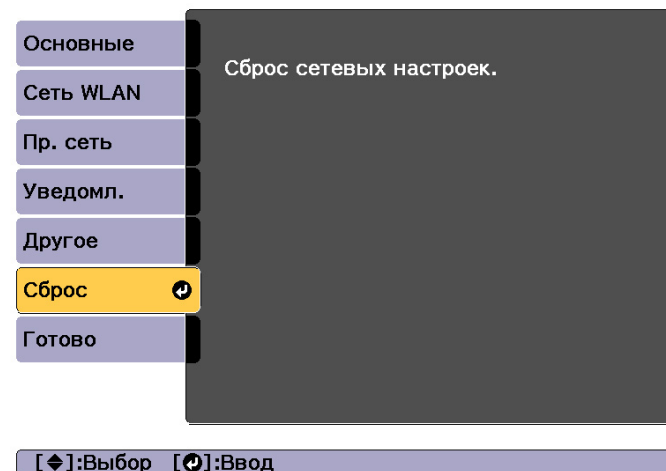 Основные
Сеть WLAN
Пр. сеть
Уведомл.
Другое
Сброс
Готово
Сброс сетевых настроек.
[◆]:Выбор [↵]:Ввод